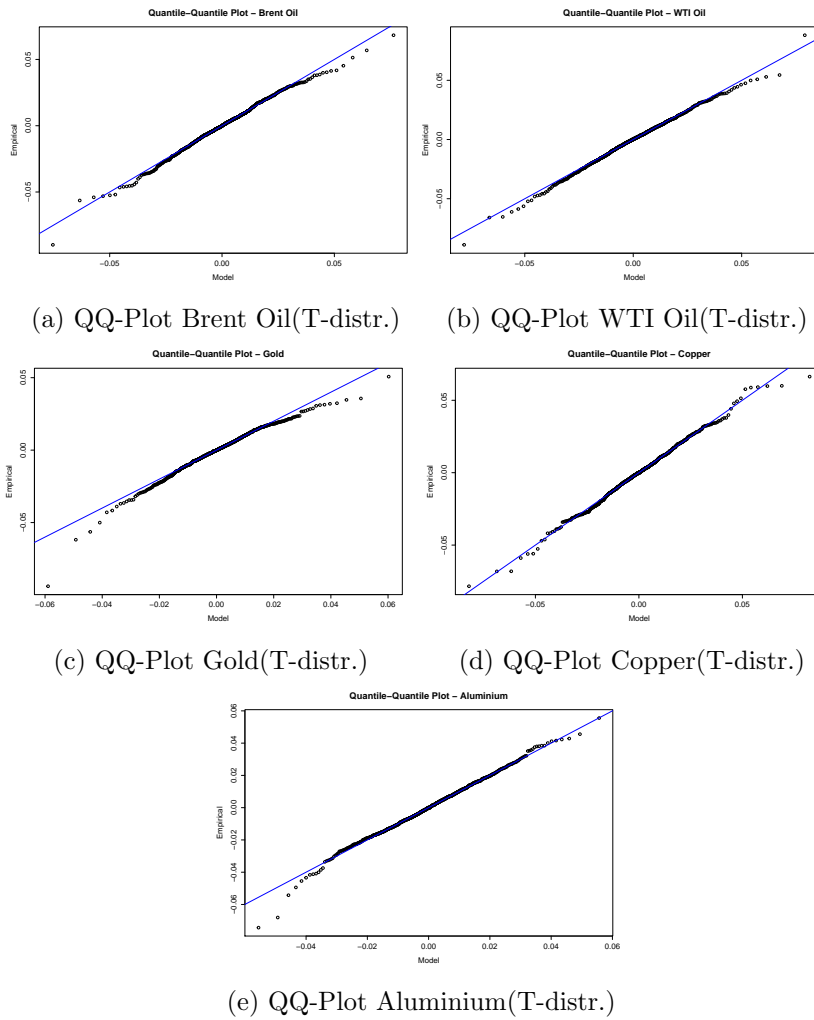 Quantile−Quantile Plot − Brent Oil
Empirical
0.05
0.00
−0.05
−0.05 0.00 0.05
Model
(a) QQ-Plot Brent Oil(T-distr.)
Quantile−Quantile Plot − WTI Oil
Empirical
0.05
0.00
−0.05
−0.05 0.00 0.05
Model
(b) QQ-Plot WTI Oil(T-distr.)
Quantile−Quantile Plot − Gold
Empirical
0.05
0.00
−0.05
−0.06 −0.04 −0.02 0.00 0.02 0.04 0.06
Model
(c) QQ-Plot Gold(T-distr.)
Quantile−Quantile Plot − Copper
Empirical
0.05
0.00
−0.05
−0.05 0.00 0.05
Model
(d) QQ-Plot Copper(T-distr.)
Quantile−Quantile Plot − Aluminium
Empirical
0.06
0.04
0.02
0.00
−0.02
−0.04
−0.06
−0.04 −0.02 0.00 0.02 0.04 0.06
Model
(e) QQ-Plot Aluminium(T-distr.)